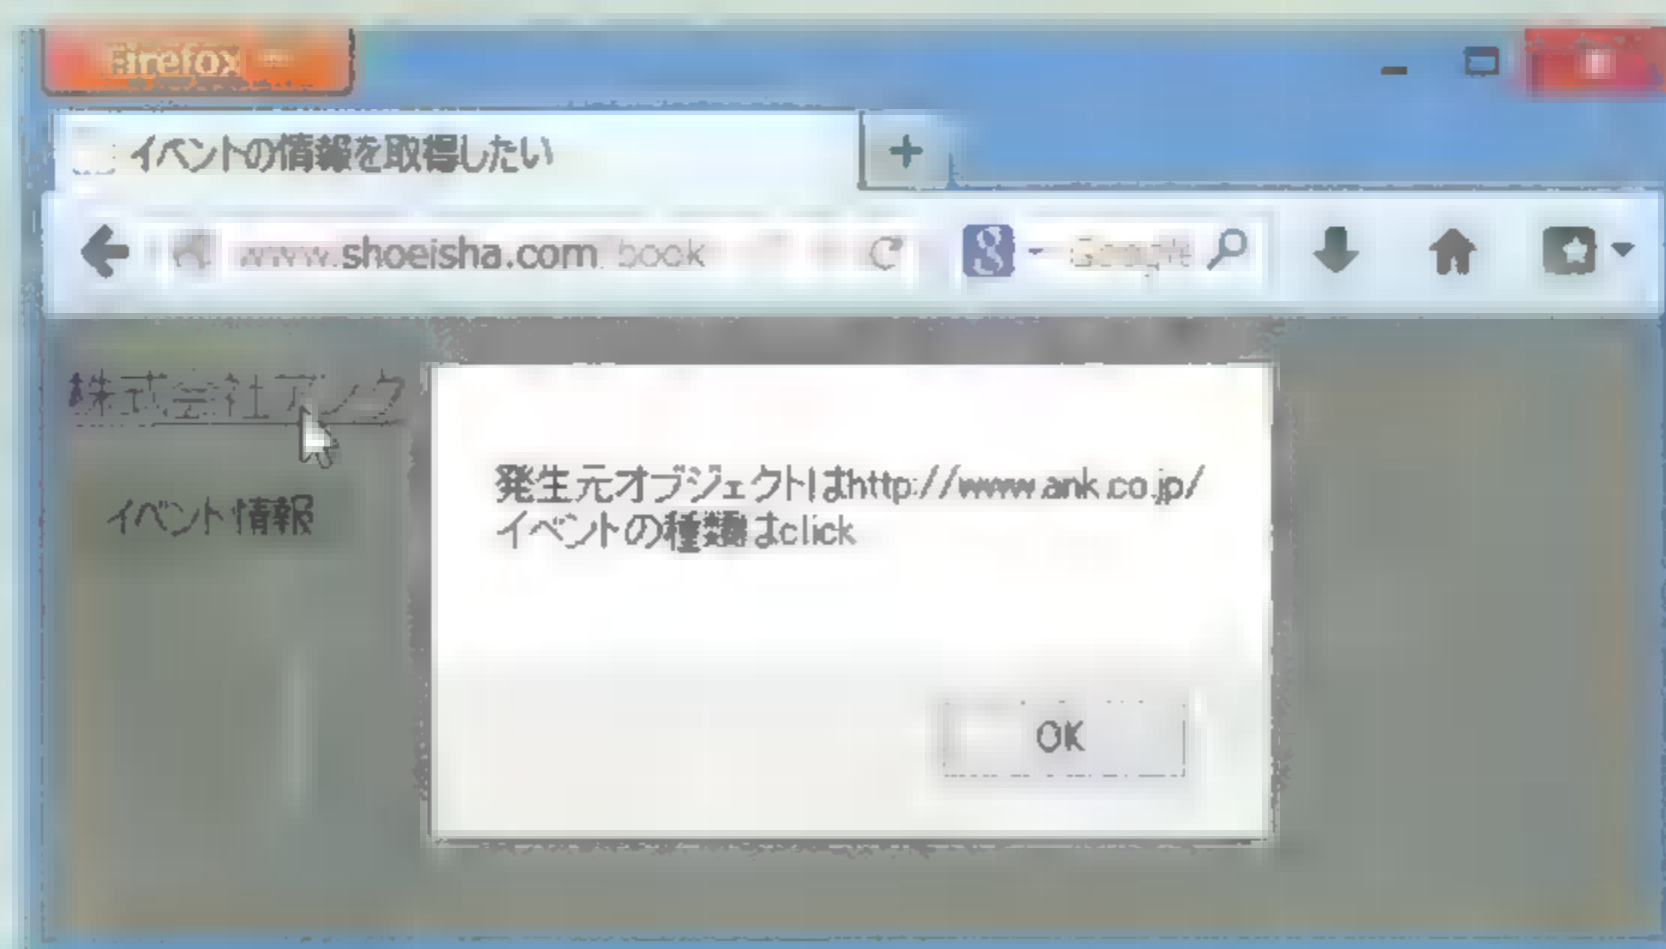 Firefox
イベントの情報を取得したい
www.shoeisha.com/book
Google
株式会社アンク
イベント情報
発生元オブジェクトはhttp://www.ank.co.jp/
イベントの種類はclick
OK